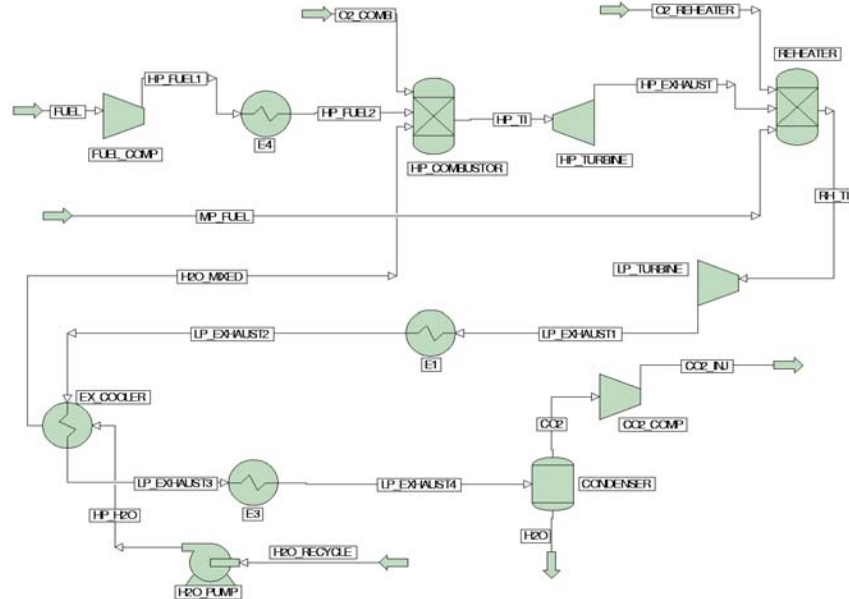 O2_COMB
O2_REHEATER
REHEATER
HP_FUEL1
HP_EXHAUST
FUEL
HP_FUEL2
HP_TI
FUEL_COMP
E4
HP_COMBUSTOR
HP_TURBINE
MP_FUEL
RH_TI
H2O_MIXED
LP_TURBINE
LP_EXHAUST2
LP_EXHAUST1
E1
CO2_INJ
EX_COOLER
CO2
CO2_COMP
LP_EXHAUST3
LP_EXHAUST4
CONDENSER
HP_H2O
E3
H2O
H2O_RECYCLE
H2O_PUMP